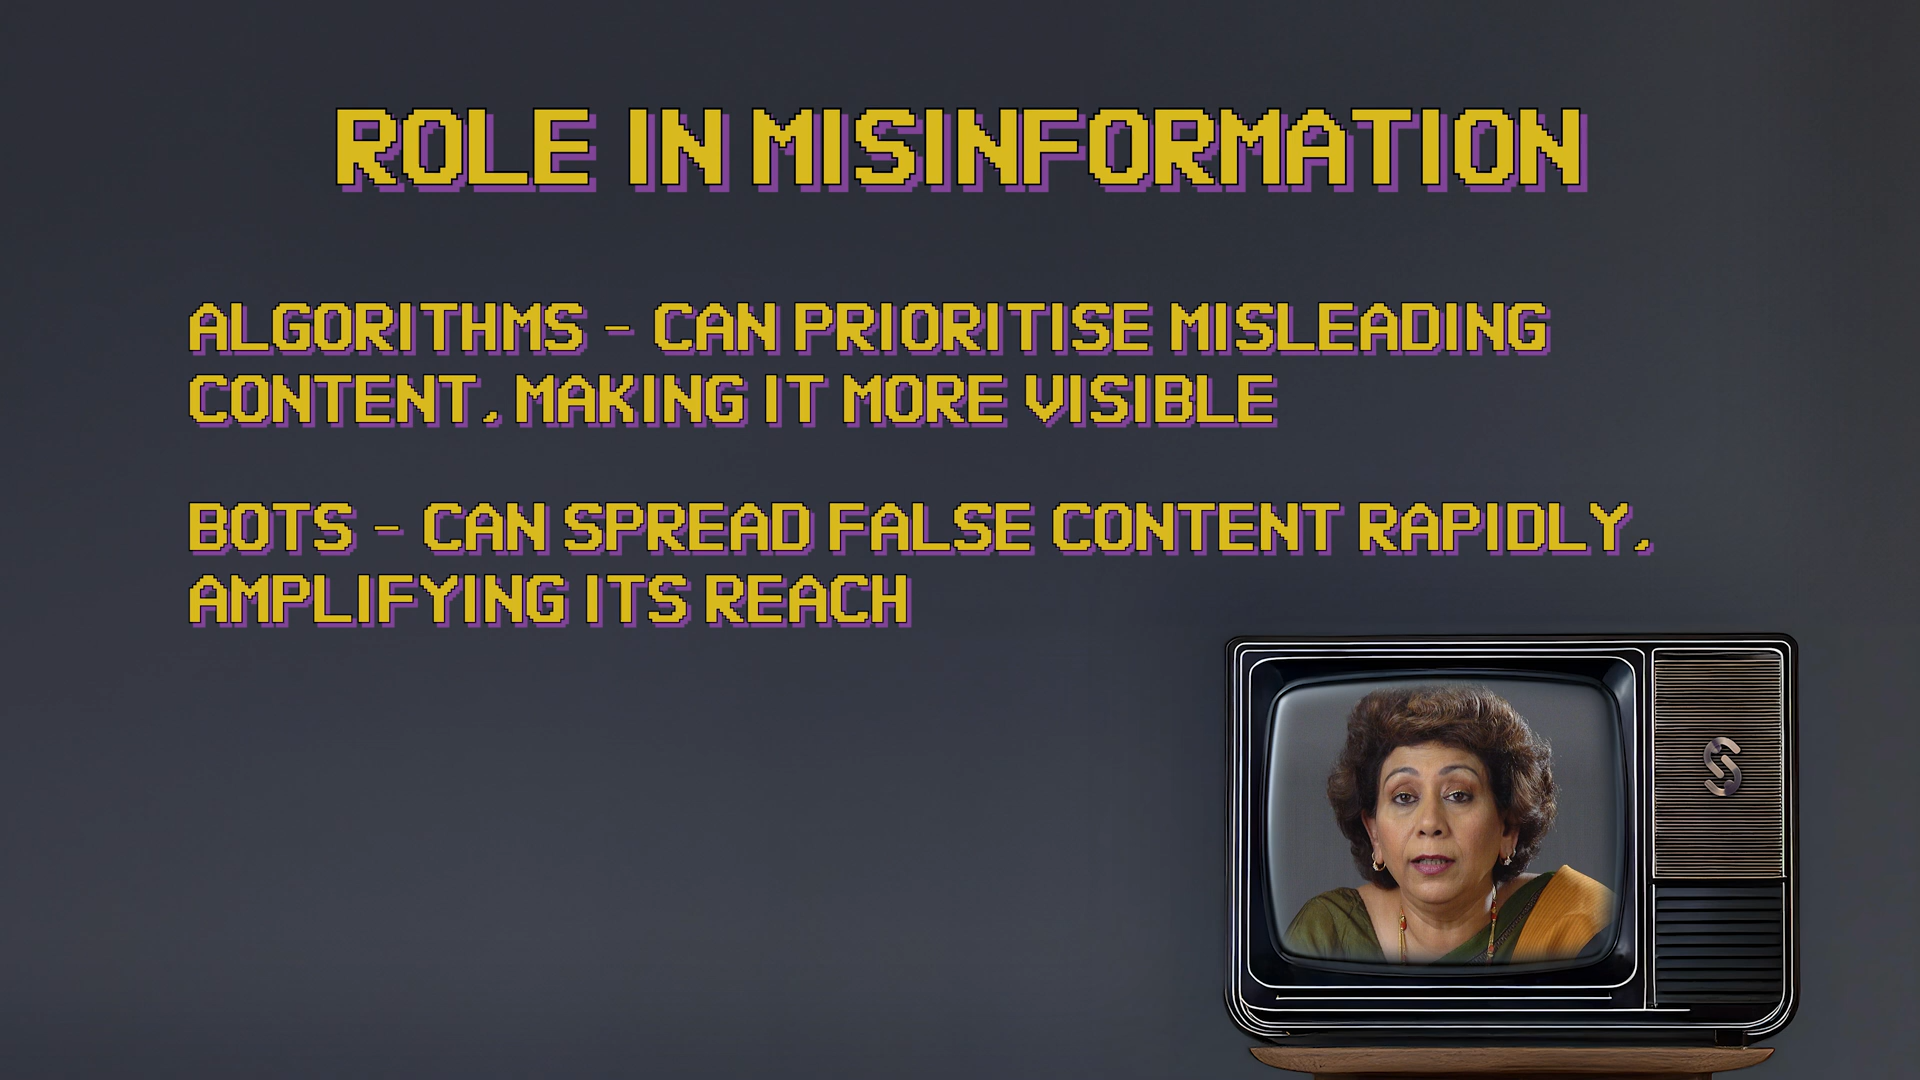 ROLE IN MISINFORMATION
ALGORITHMS - CAN PRIORITISE MISLEADING
CONTENT, MAKING IT MORE VISIBLE
BOTS - CAN SPREAD FALSE CONTENT RAPIDLY,
AMPLIFYING ITS REACH